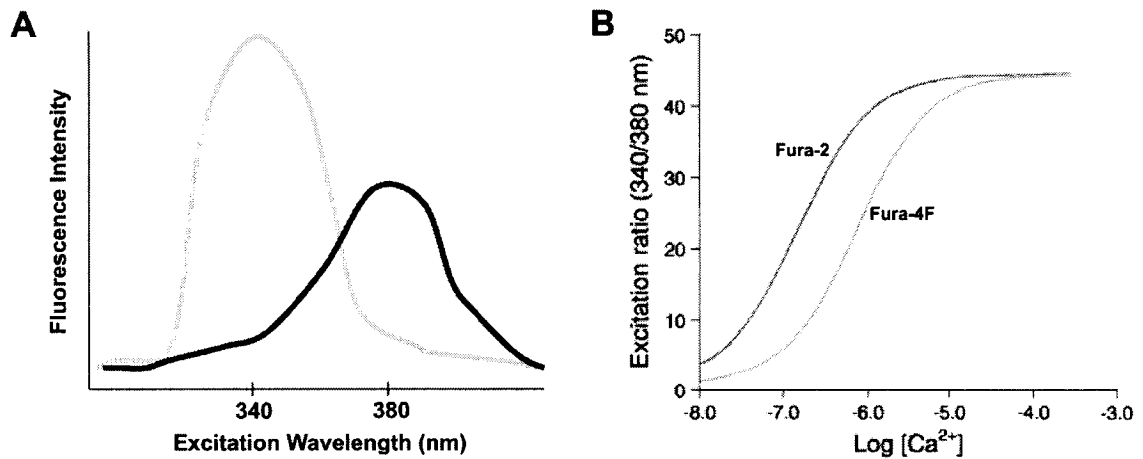 A
Fluorescence Intensity
340
380
Excitation Wavelength (nm)
B
Excitation ratio (340/380 nm)
50
40
30
20
10
0
Fura-2
Fura-4F
-8.0
-7.0
-6.0
-5.0
-4.0
-3.0
Log [Ca²⁺]